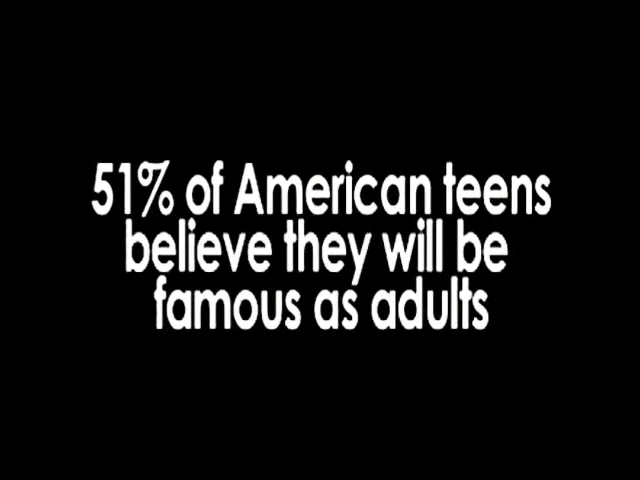 51% of American teens
believe they will be
famous as adults